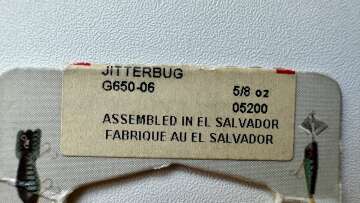 JITTERBUG
G650-06 5/8 oz
05200
ASSEMBLED IN EL SALVADOR
FABRIQUE AU EL SALVADOR